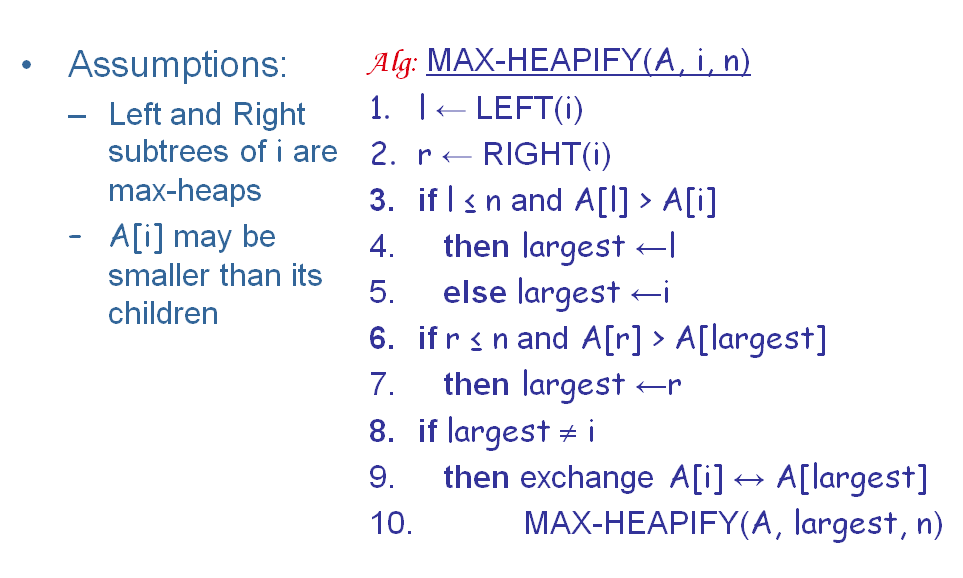 • Assumptions:
– Left and Right
subtrees of i are
max-heaps
– A[i] may be
smaller than its
children
Alg: MAX-HEAPIFY(A, i, n)
1. l ← LEFT(i)
2. r ← RIGHT(i)
3. if l ≤ n and A[l] > A[i]
4. then largest ←l
5. else largest ←i
6. if r ≤ n and A[r] > A[largest]
7. then largest ←r
8. if largest ≠ i
9. then exchange A[i] ↔ A[largest]
10. MAX-HEAPIFY(A, largest, n)